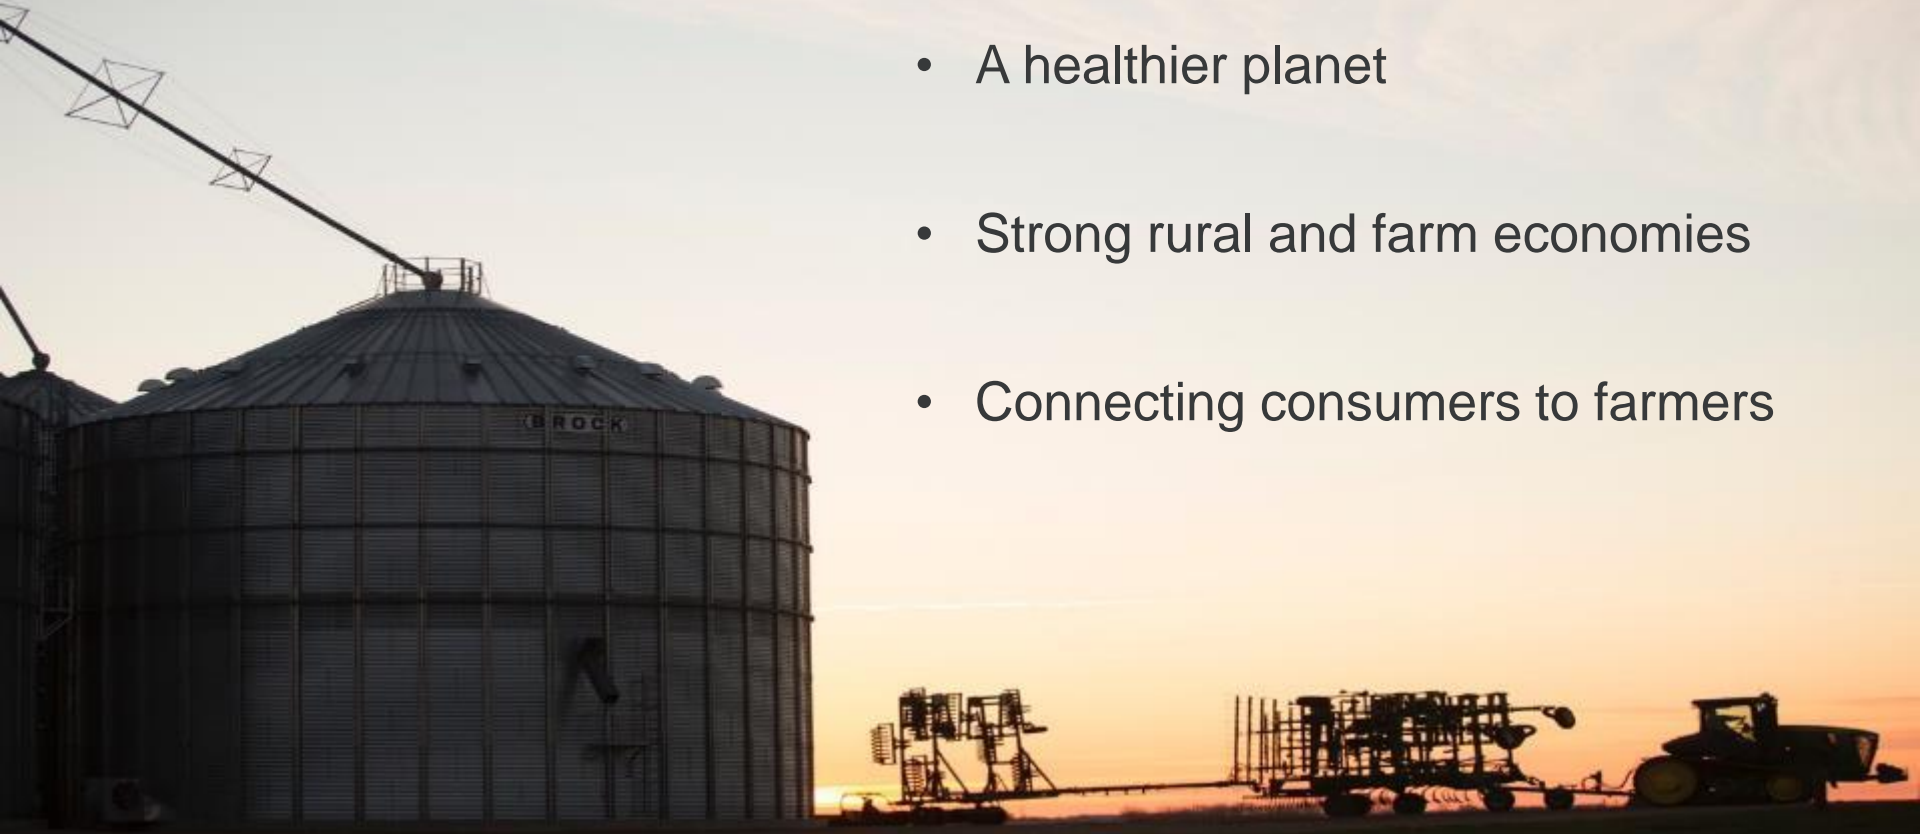 • A healthier planet
• Strong rural and farm economies
• Connecting consumers to farmers
BROCK